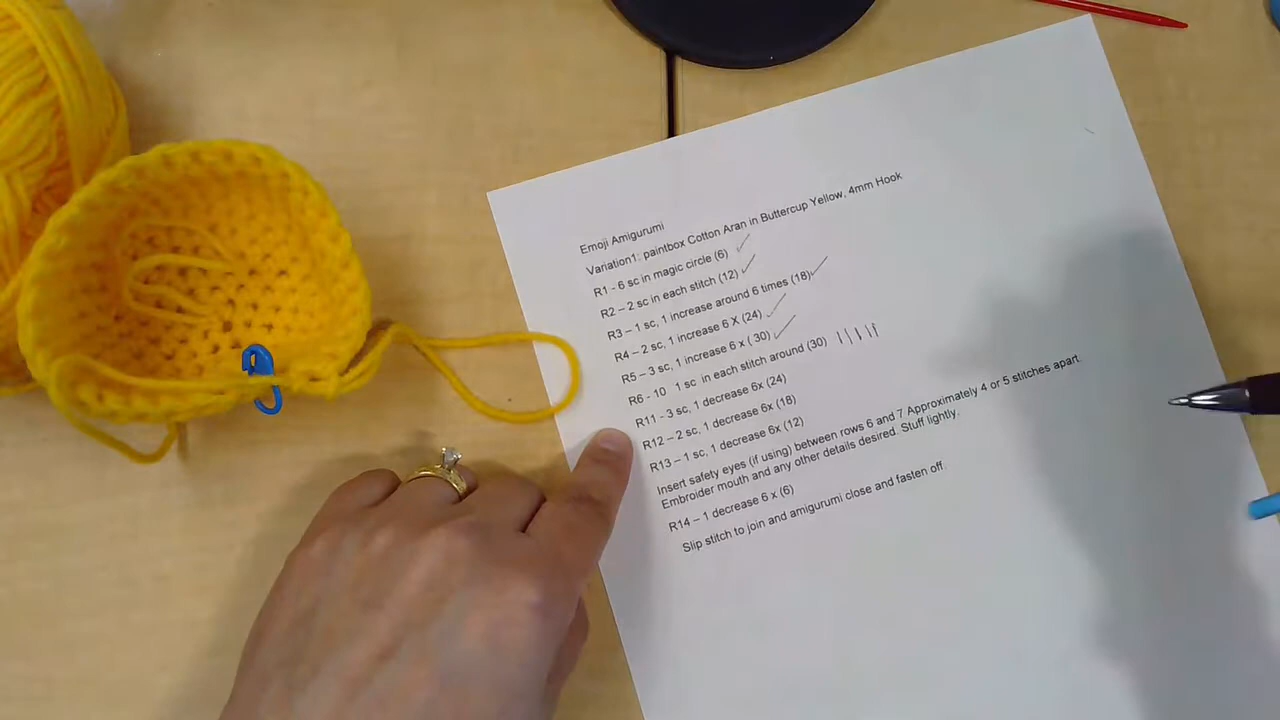 Emoji Amigurumi
Variation1: paintbox Cotton Aran in Buttercup Yellow, 4mm Hook
R1 - 6 sc in magic circle (6)
R2 – 2 sc in each stitch (12)
R3 – 1 sc, 1 increase around 6 times (18)
R4 – 2 sc, 1 increase 6 X (24)
R5 – 3 sc, 1 increase 6 x ( 30)
R6 - 10 1 sc in each stitch around (30)
R11 - 3 sc, 1 decrease 6x (24)
R12 – 2 sc, 1 decrease 6x (18)
R13 – 1 sc, 1 decrease 6x (12)
Insert safety eyes (if using) between rows 6 and 7 Approximately 4 or 5 stitches apart.
Embroider mouth and any other details desired. Stuff lightly.
R14 – 1 decrease 6 x (6)
Slip stitch to join and amigurumi close and fasten off.